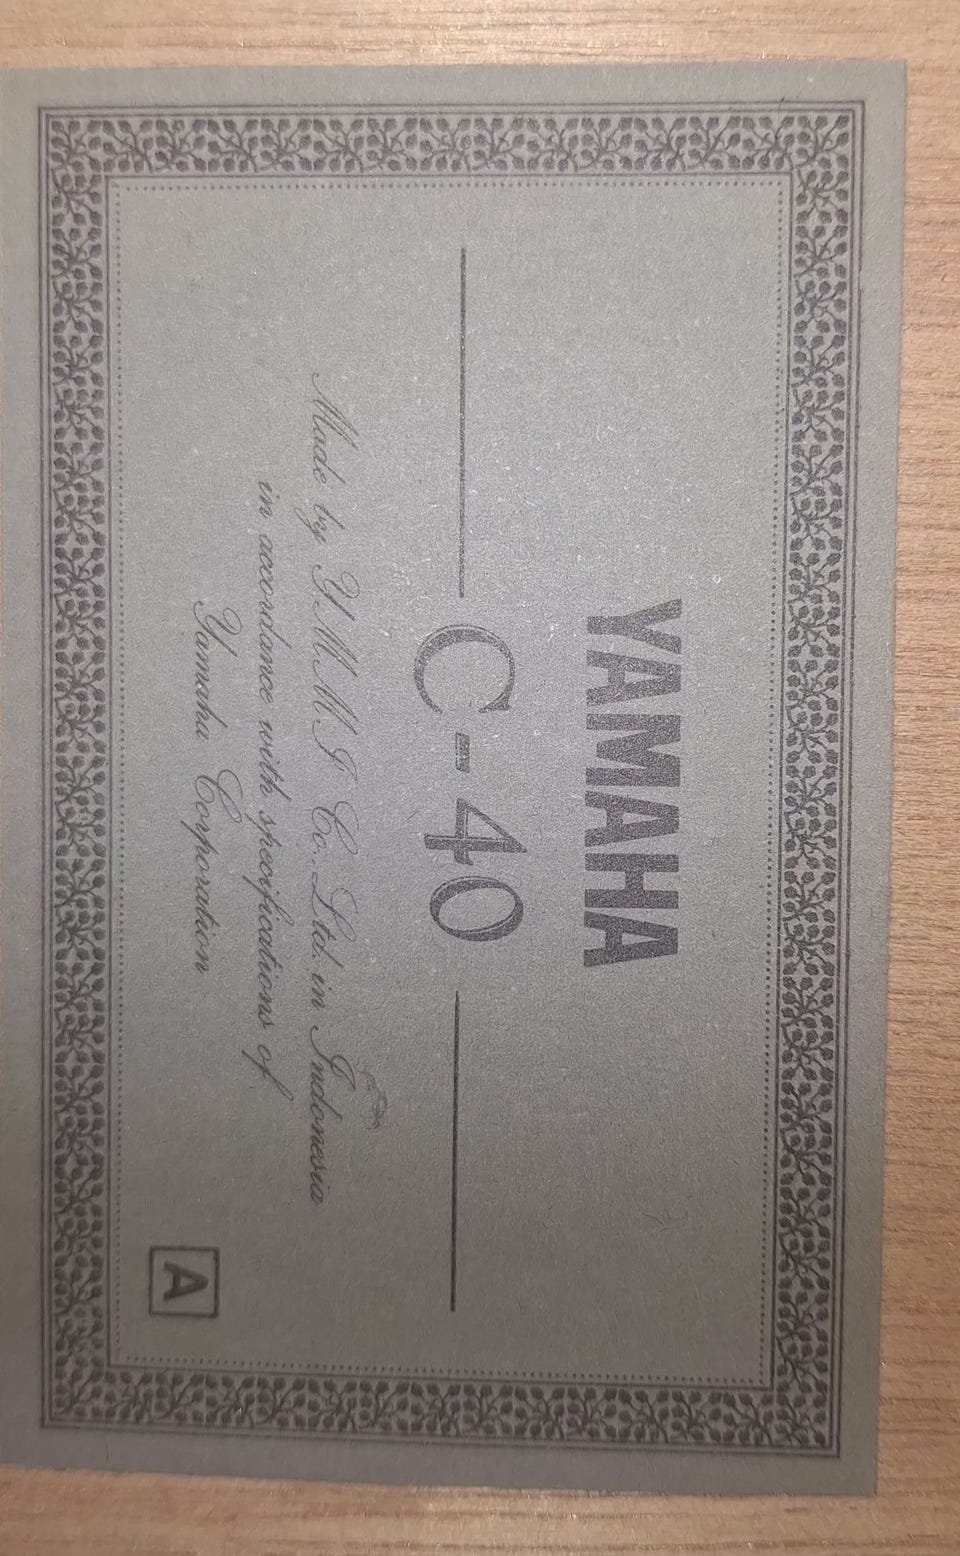 YAMAHA
C-40
Made by Y M M I Co., Ltd. in Indonesia
in accordance with specifications of
Yamaha Corporation
A